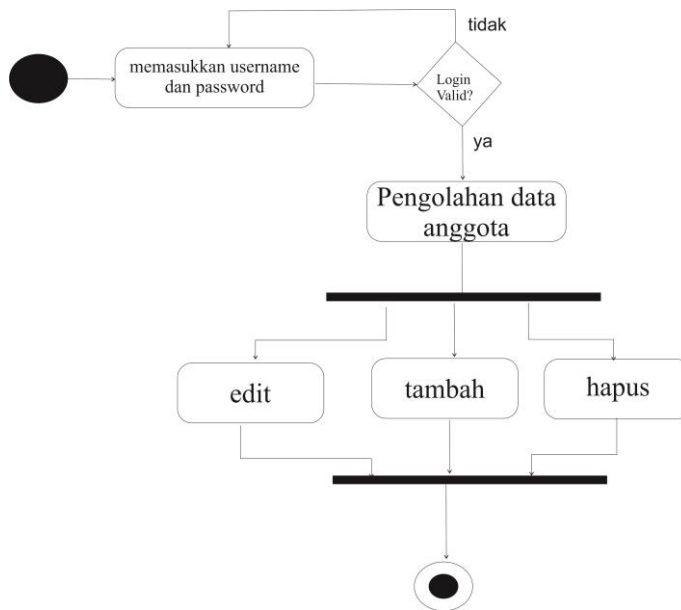 tidak
memasukkan username
dan password
Login
Valid?
ya
Pengolahan data
anggota
edit
tambah
hapus